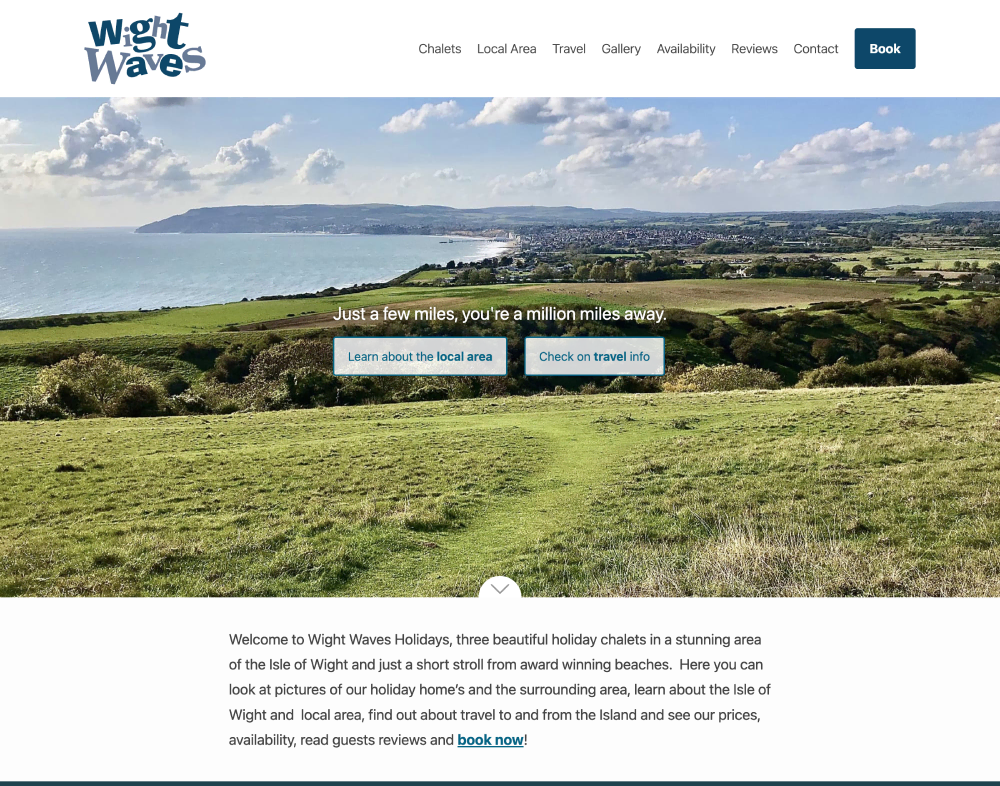 Wight
Waves
Chalets Local Area Travel Gallery Availability Reviews Contact Book
Just a few miles, you're a million miles away.
Learn about the local area Check on travel info
Welcome to Wight Waves Holidays, three beautiful holiday chalets in a stunning area
of the Isle of Wight and just a short stroll from award winning beaches.  Here you can
look at pictures of our holiday home’s and the surrounding area, learn about the Isle of
Wight and  local area, find out about travel to and from the Island and see our prices,
availability, read guests reviews and book now!